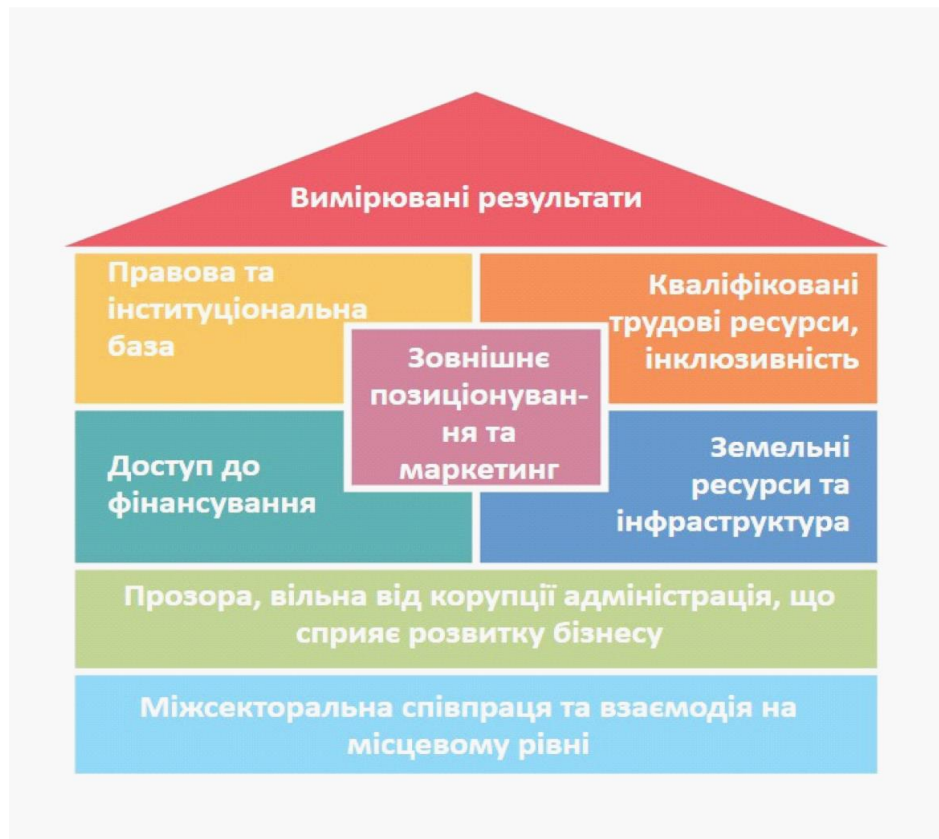 Вимірювані результати
Правова та
інституціональна
база
Кваліфіковані
трудові ресурси,
інклюзивність
Зовнішнє
позиціонуван-
ня та
маркетинг
Доступ до
фінансування
Земельні
ресурси та
інфраструктура
Прозора, вільна від корупції адміністрація, що
сприяє розвитку бізнесу
Міжсекторальна співпраця та взаємодія на
місцевому рівні